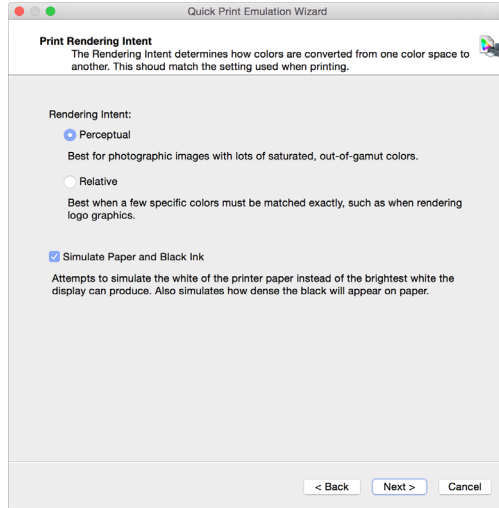 Quick Print Emulation Wizard
Print Rendering Intent
The Rendering Intent determines how colors are converted from one color space to
another. This shoud match the setting used when printing.
Rendering Intent:
Perceptual
Best for photographic images with lots of saturated, out-of-gamut colors.
Relative
Best when a few specific colors must be matched exactly, such as when rendering
logo graphics.
Simulate Paper and Black Ink
Attempts to simulate the white of the printer paper instead of the brightest white the
display can produce. Also simulates how dense the black will appear on paper.
< Back Next > Cancel